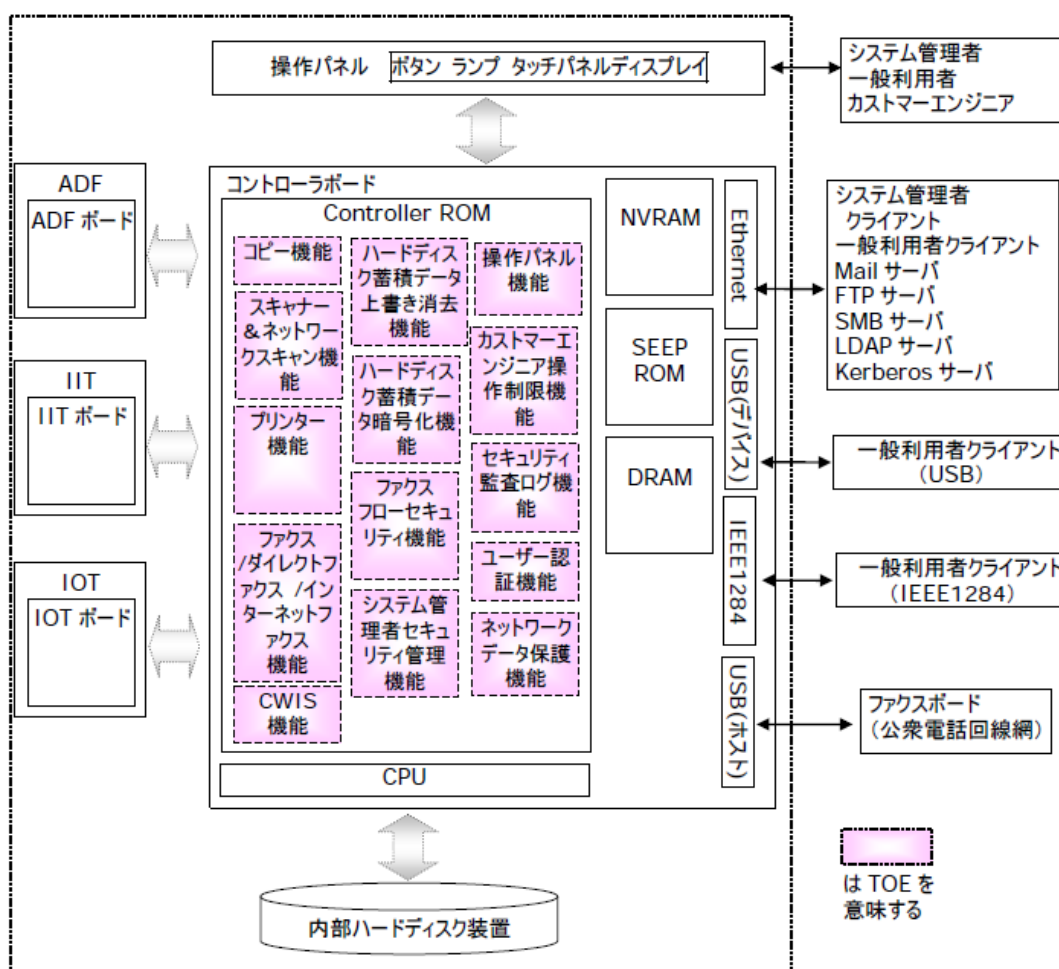 操作パネル ボタン ランプ タッチパネルディスプレイ
システム管理者
一般利用者
カストマーエンジニア
ADF
ADF ボード
IIT
IIT ボード
IOT
IOT ボード
コントローラボード
Controller ROM
コピー機能
スキャナー
＆ネットワー
クスキャン機
能
プリンター
機能
ファクス
/ダイレクトフ
ァクス /イン
ターネットフ
ァクス
機能
CWIS
機能
ハードディス
ク蓄積データ
上書き消去
機能
ハードディス
ク蓄積デー
タ暗号化機
能
ファクス
フローセキュ
リティ機能
システム管
理者セキュ
リティ管理
機能
操作パネル
機能
カストマーエ
ンジニア操
作制限機
能
セキュリティ
監査ログ機
能
ユーザー認
証機能
ネットワーク
データ保護
機能
CPU
NVRAM
SEEP
ROM
DRAM
Ethernet
USB(デバイス)
IEEE1284
USB(ホスト)
システム管理者
クライアント
一般利用者クライアント
Mail サーバ
FTP サーバ
SMB サーバ
LDAP サーバ
Kerberos サーバ
一般利用者クライアント
（USB）
一般利用者クライアント
（IEEE1284）
ファクスボード
（公衆電話回線網）
内部ハードディスク装置
は TOE を
意味する